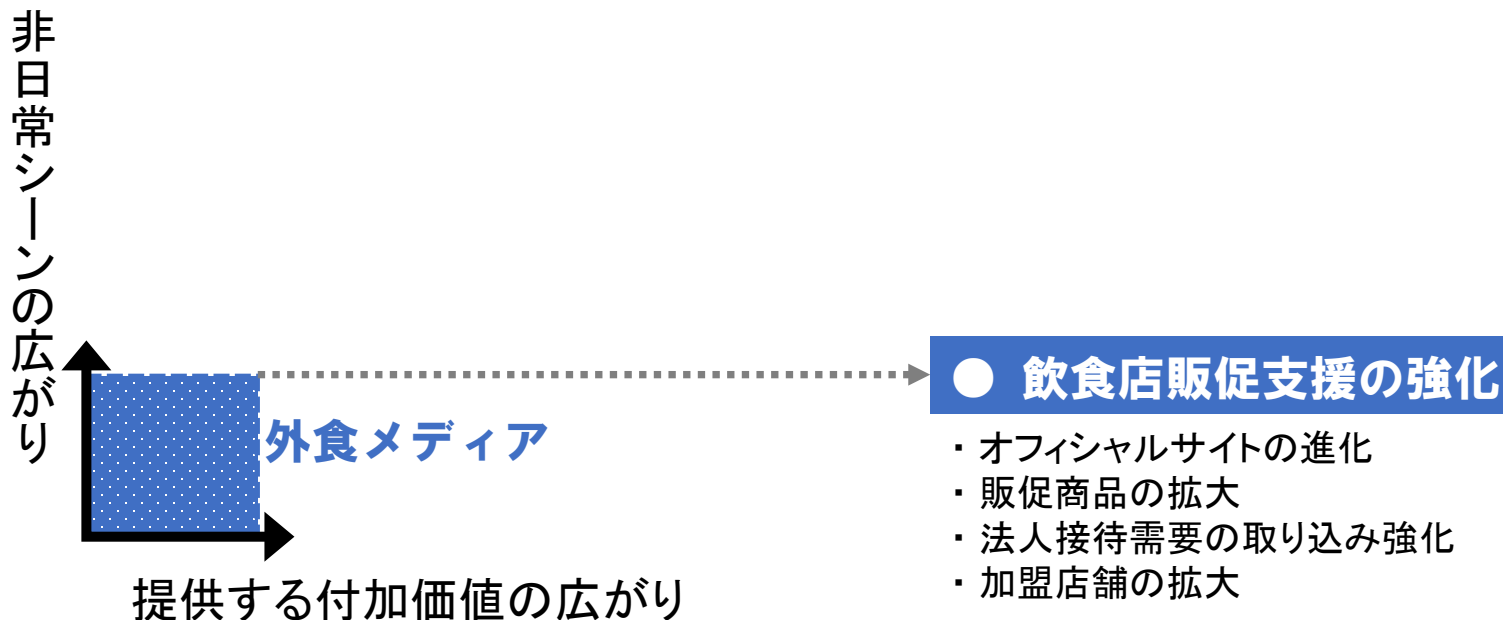 非日常シーンの広がり
外食メディア
提供する付加価値の広がり
● 飲食店販促支援の強化
・オフィシャルサイトの進化
・販促商品の拡大
・法人接待需要の取り込み強化
・加盟店舗の拡大